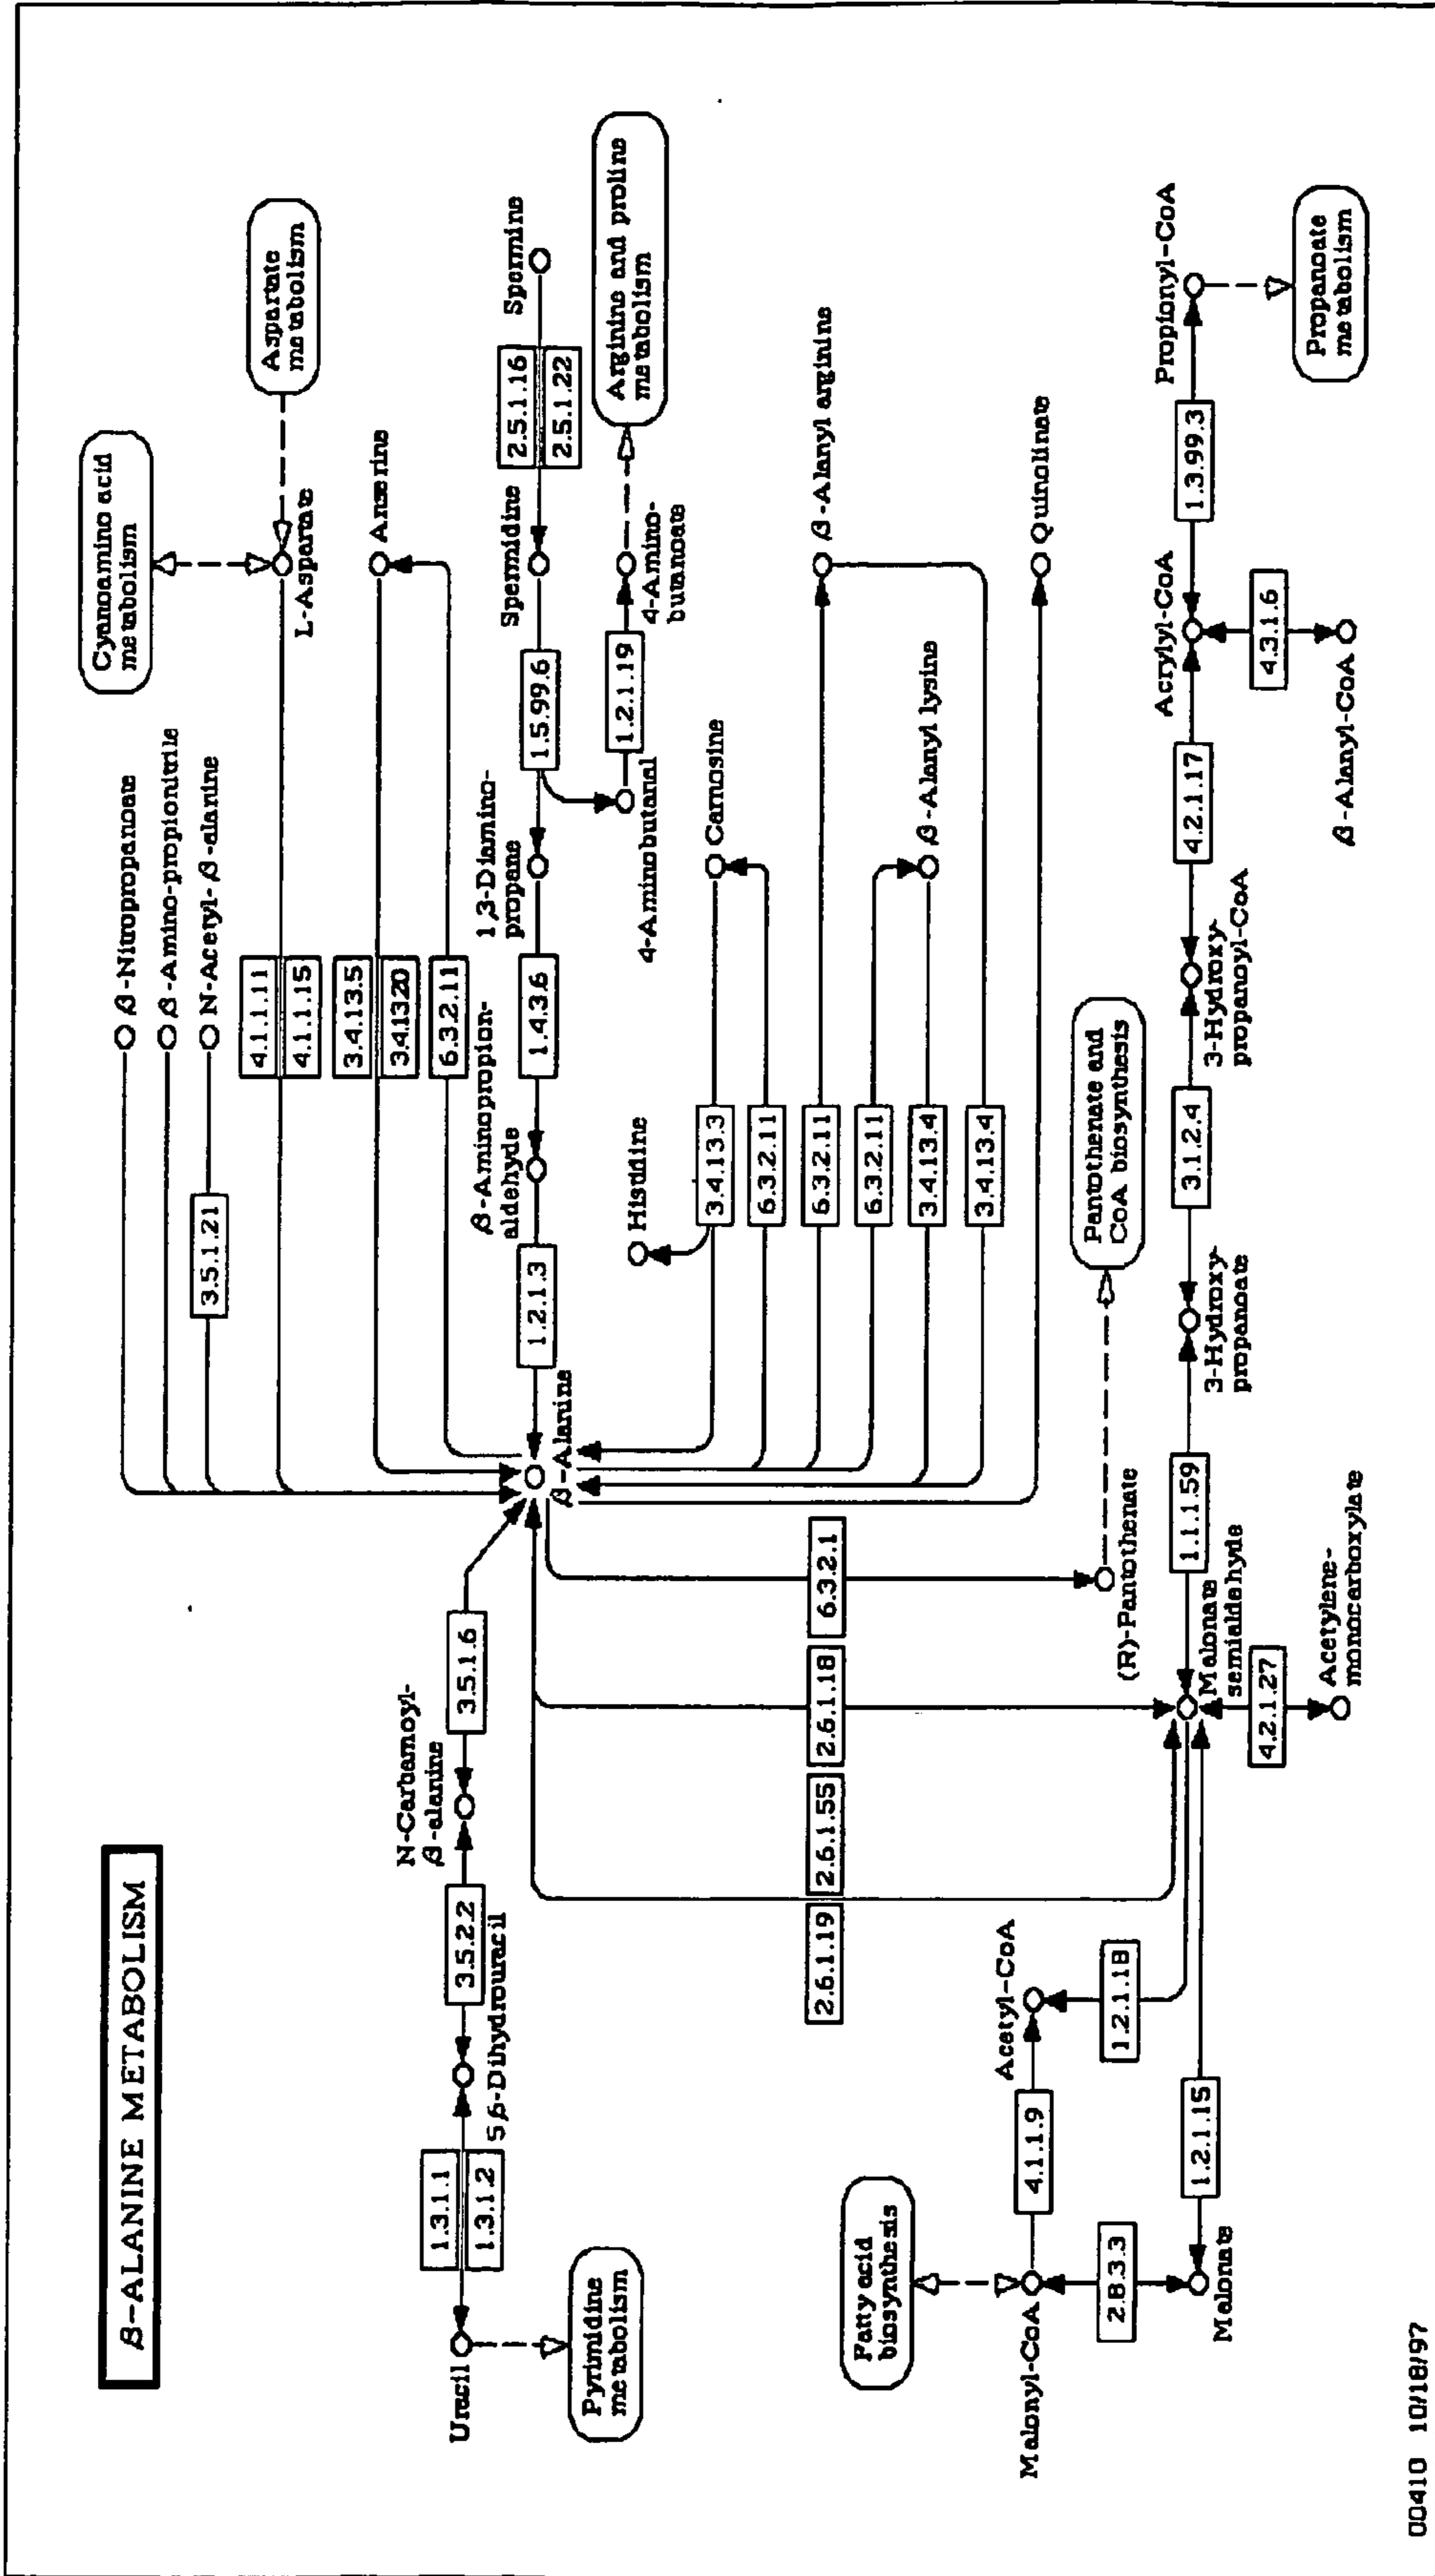 β-ALANINE METABOLISM
Cyanoamino acid
metabolism
Aspartate
metabolism
β-Nitropropanoate
β-Amino-propionitrile
N-Acetyl-β-alanine
3.5.1.21
L-Aspartate
4.1.1.11
4.1.1.15
Anserine
3.4.13.5
3.4.13.20
6.3.2.11
N-Carbamoyl-
β-alanine
Uracil
1.3.1.1
1.3.1.2
5,6-Dihydrouracil
3.5.2.2
3.5.1.6
Pyrimidine
metabolism
β-Alanine
1.2.1.3
β-Aminopropion-
aldehyde
1.4.3.6
1,3-Diamino-
propane
1.5.99.6
Spermidine
2.5.1.16
2.5.1.22
Spermine
4-Aminobutanal
1.2.1.19
4-Amino-
butanoate
Arginine and proline
metabolism
Histidine
3.4.13.3
Carnosine
6.3.2.11
6.3.2.11
β-Alanyl arginine
6.3.2.11
β-Alanyl lysine
3.4.13.4
3.4.13.4
Quinolinate
2.6.1.19
2.6.1.55
2.6.1.18
6.3.2.1
Fatty acid
biosynthesis
Malonyl-CoA
4.1.1.9
Acetyl-CoA
2.8.3.3
1.2.1.18
(R)-Pantothenate
Pantothenate and
CoA biosynthesis
Malonate
1.2.1.15
Malonate
semialdehyde
1.1.1.59
3-Hydroxy-
propanoate
3.1.2.4
3-Hydroxy-
propanoyl-CoA
4.2.1.17
Acrylyl-CoA
1.3.99.3
Propionyl-CoA
4.2.1.27
4.3.1.6
Propanoate
metabolism
Acetylene-
monocarboxylate
β-Alanyl-CoA
00410 10/18/97